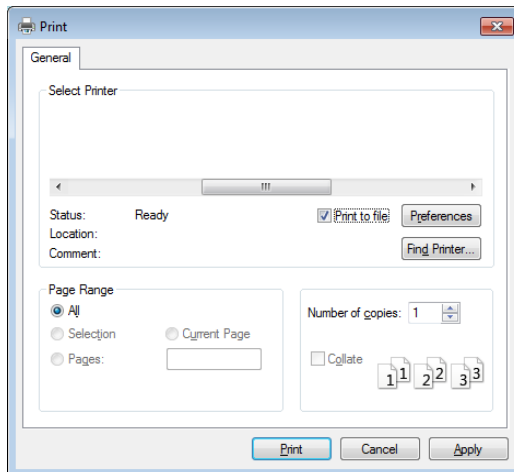 Print
General
Select Printer
Status: Ready
Print to file
Preferences
Location:
Comment:
Find Printer...
Page Range
All
Selection
Current Page
Pages:
Number of copies: 1
Collate
1 1 2 2 3 3
Print
Cancel
Apply